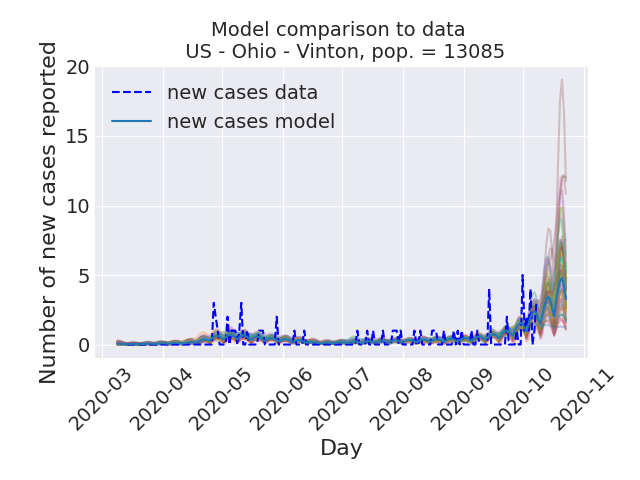 Model comparison to data
US - Ohio - Vinton, pop. = 13085
Number of new cases reported
20
15
10
5
0
new cases data
new cases model
2020-03
2020-04
2020-05
2020-06
2020-07
2020-08
2020-09
2020-10
2020-11
Day